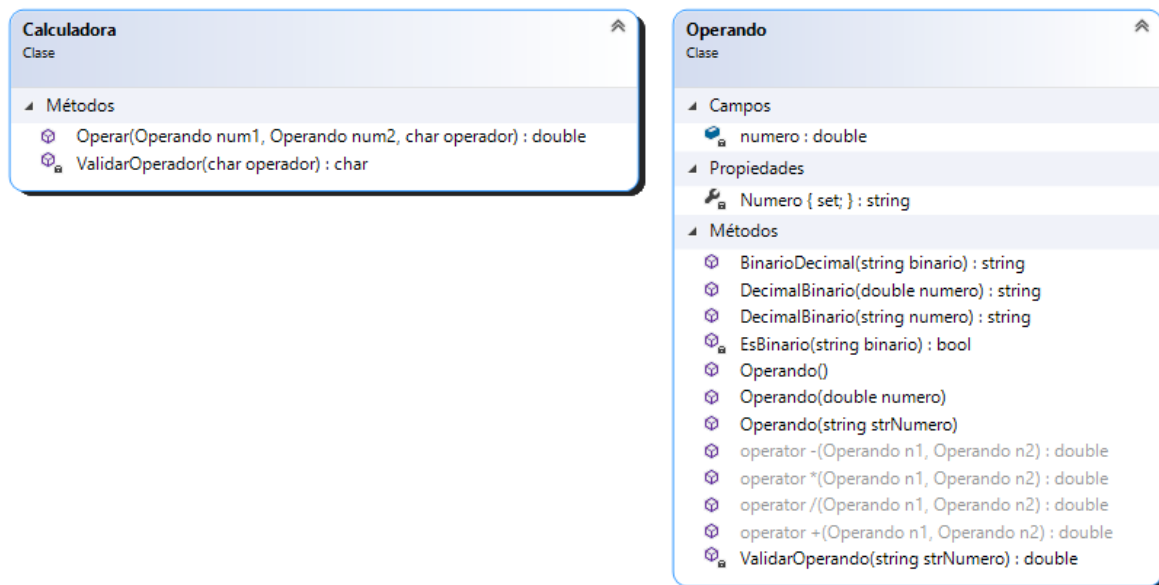 Calculadora
Clase
Métodos
Operar(Operando num1, Operando num2, char operador) : double
ValidarOperador(char operador) : char
Operando
Clase
Campos
numero : double
Propiedades
Numero { set; } : string
Métodos
BinarioDecimal(string binario) : string
DecimalBinario(double numero) : string
DecimalBinario(string numero) : string
EsBinario(string binario) : bool
Operando()
Operando(double numero)
Operando(string strNumero)
operator -(Operando n1, Operando n2) : double
operator *(Operando n1, Operando n2) : double
operator /(Operando n1, Operando n2) : double
operator +(Operando n1, Operando n2) : double
ValidarOperando(string strNumero) : double